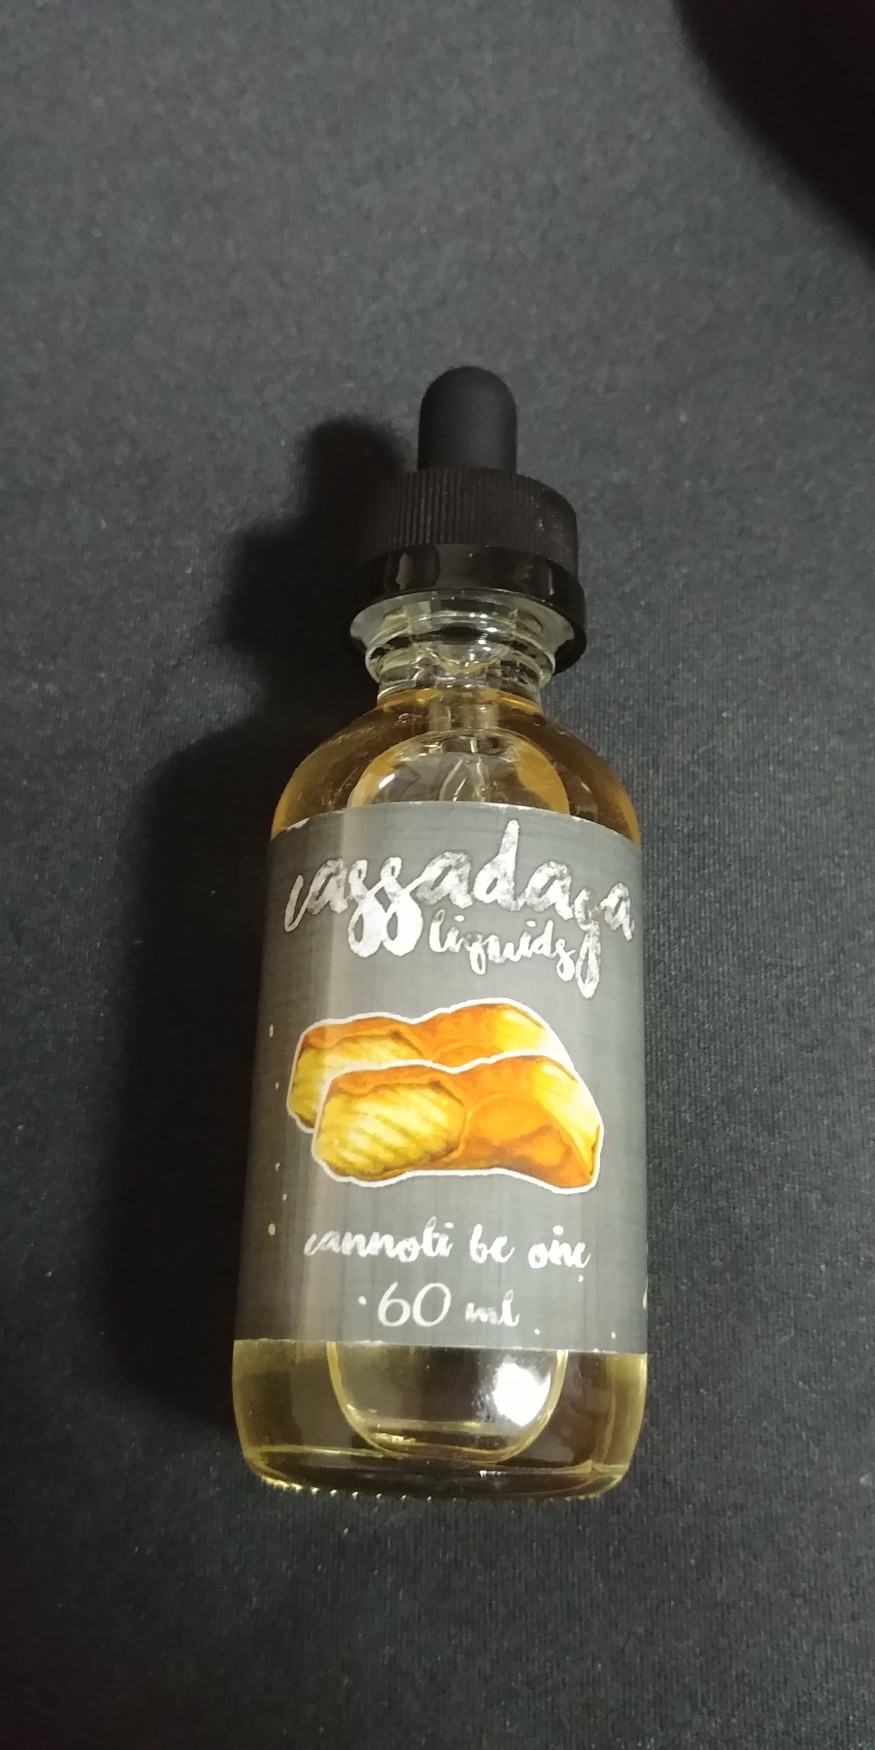 cassadaga
liquids
cannoli be one
60 ml